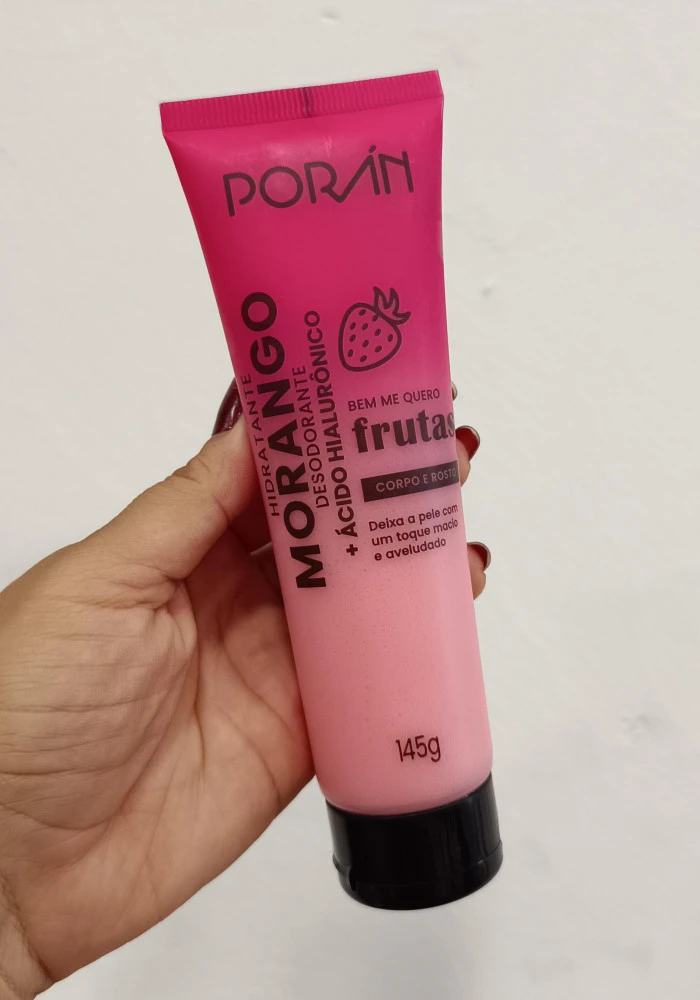 PORÁN
HIDRATANTE
MORANGO
DESODORANTE
+ ÁCIDO HIALURÔNICO
BEM ME QUERO
frutas
CORPO E ROSTO
Deixa a pele com
um toque macio
e aveludado
145g